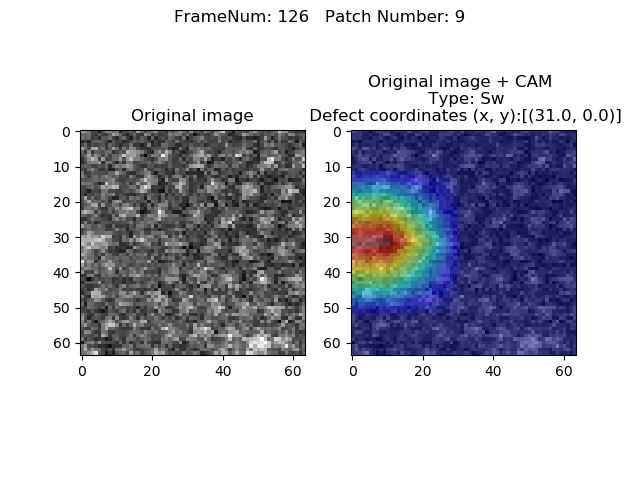 FrameNum: 126   Patch Number: 9
Original image + CAM
Type: Sw
Original image
Defect coordinates (x, y):[(31.0, 0.0)]
0
10
20
30
40
50
60
0 20 40 60
0
10
20
30
40
50
60
0 20 40 60